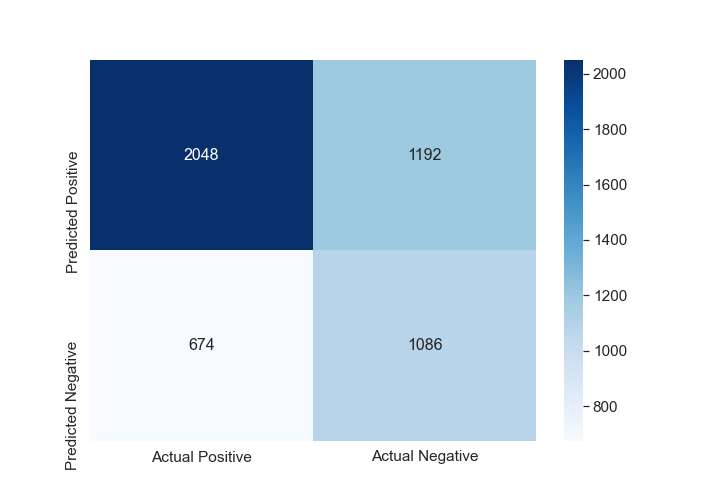 Predicted Positive
2048
1192
Predicted Negative
674
1086
Actual Positive
Actual Negative
2000
1800
1600
1400
1200
1000
800